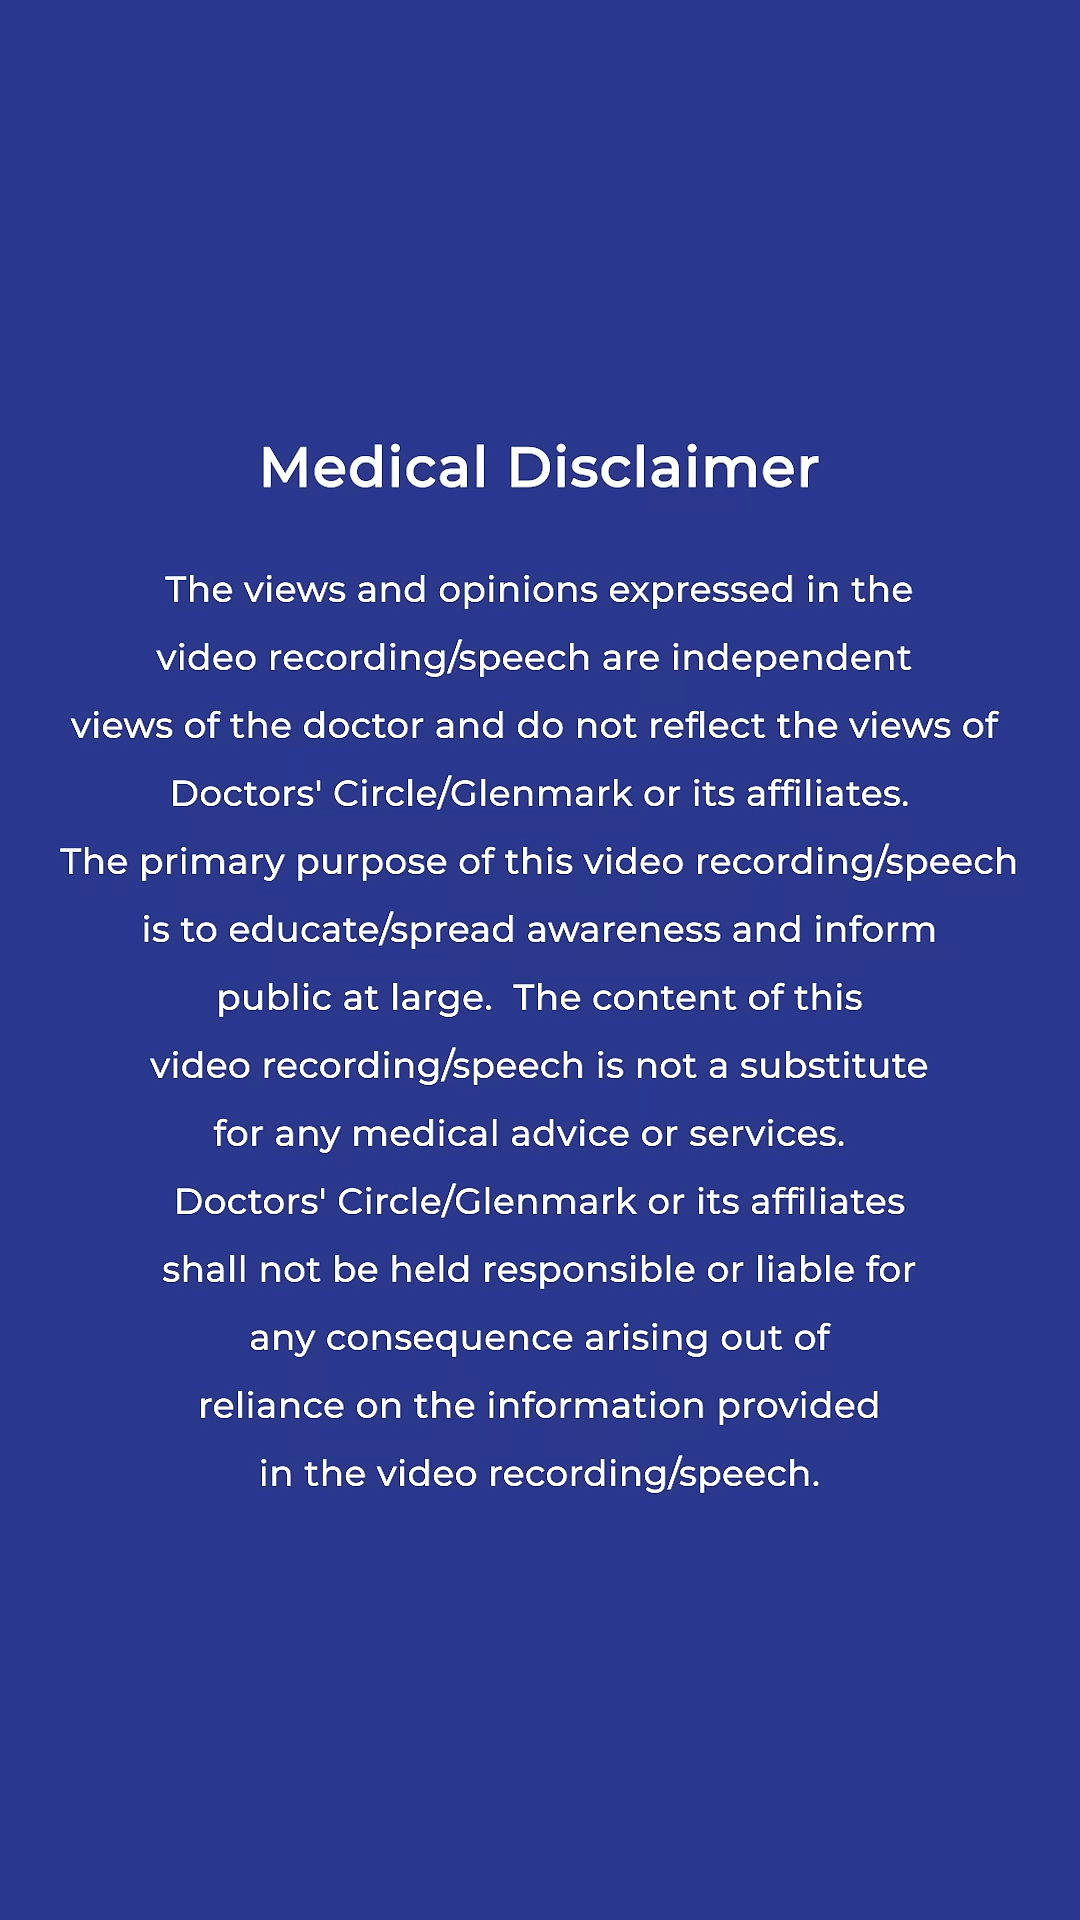 Medical Disclaimer
The views and opinions expressed in the
video recording/speech are independent
views of the doctor and do not reflect the views of
Doctors' Circle/Glenmark or its affiliates.
The primary purpose of this video recording/speech
is to educate/spread awareness and inform
public at large.  The content of this
video recording/speech is not a substitute
for any medical advice or services.
Doctors' Circle/Glenmark or its affiliates
shall not be held responsible or liable for
any consequence arising out of
reliance on the information provided
in the video recording/speech.